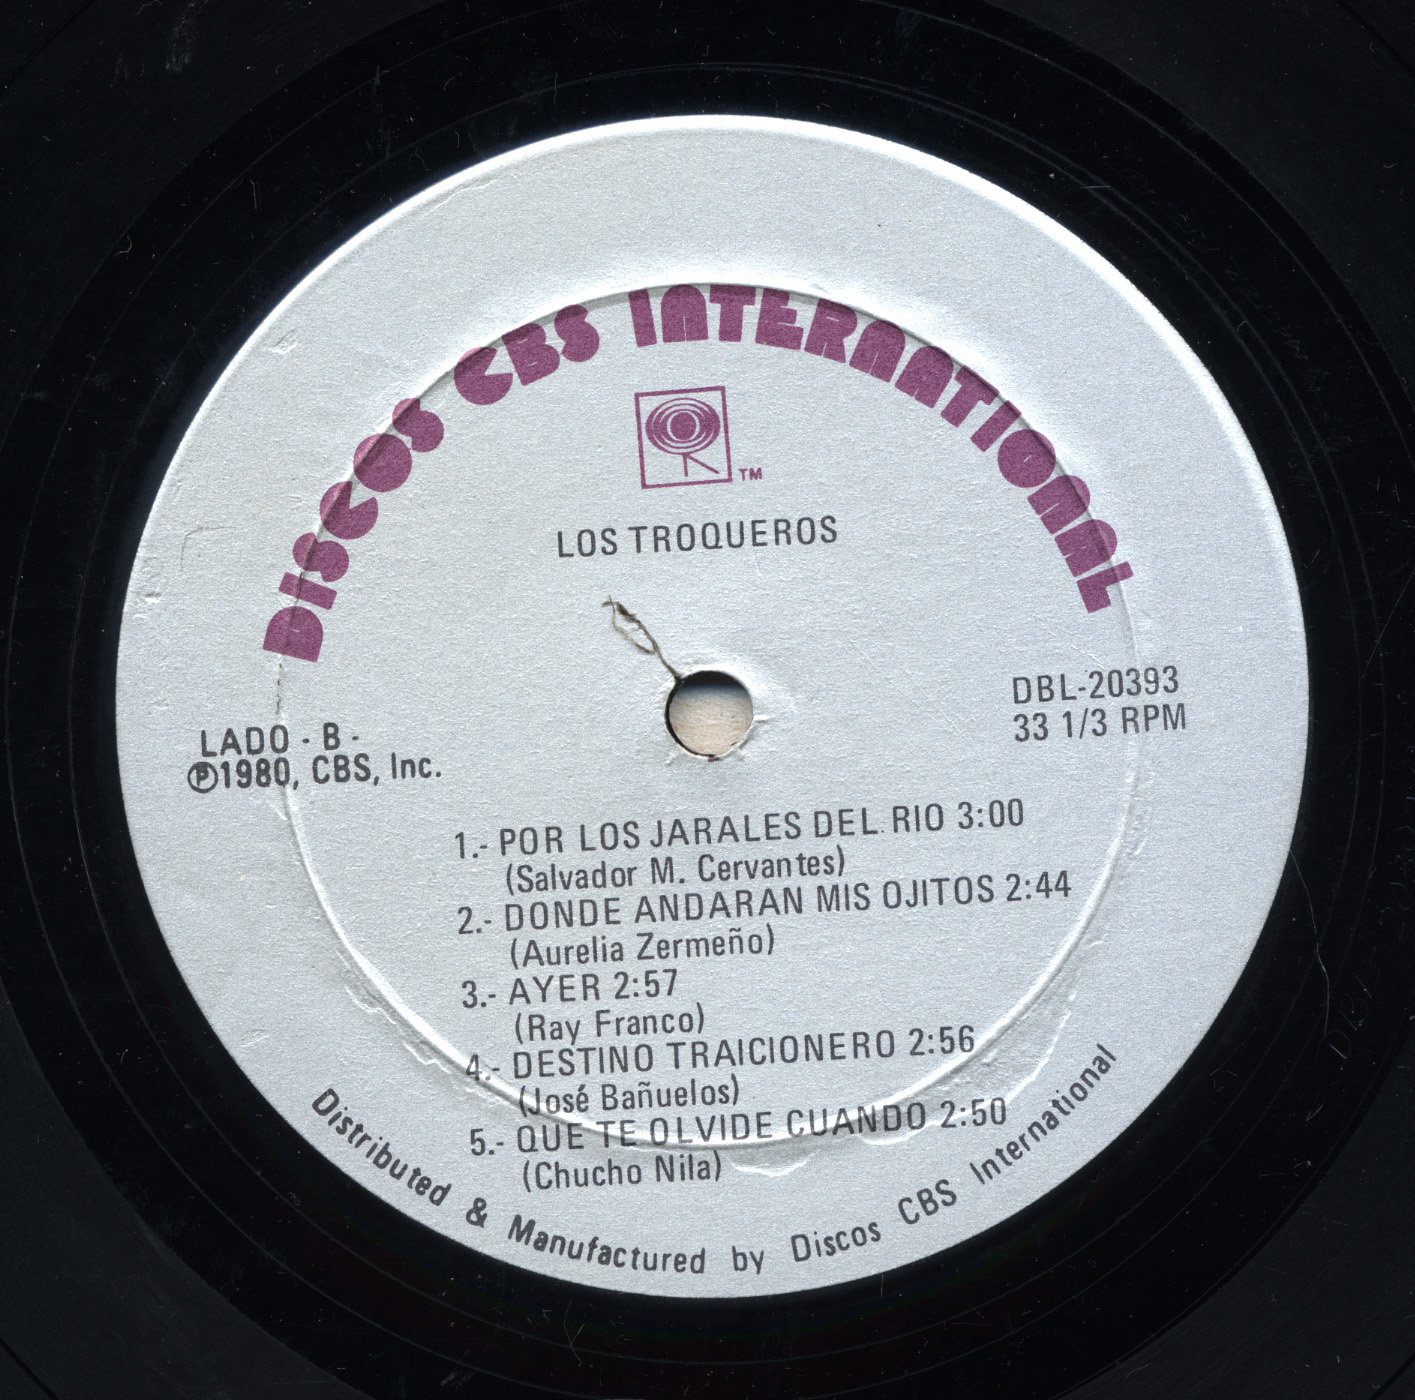 DISCOS CBS INTERNATIONAL
TM
LOS TROQUEROS
DBL-20393
33 1/3 RPM
LADO - B -
℗1980, CBS, Inc.
1.- POR LOS JARALES DEL RIO 3:00
(Salvador M. Cervantes)
2.- DONDE ANDARAN MIS OJITOS 2:44
(Aurelia Zermeño)
3.- AYER 2:57
(Ray Franco)
4.- DESTINO TRAICIONERO 2:56
(José Bañuelos)
5.- QUE TE OLVIDE CUANDO 2:50
(Chucho Nila)
Distributed & Manufactured by Discos CBS International